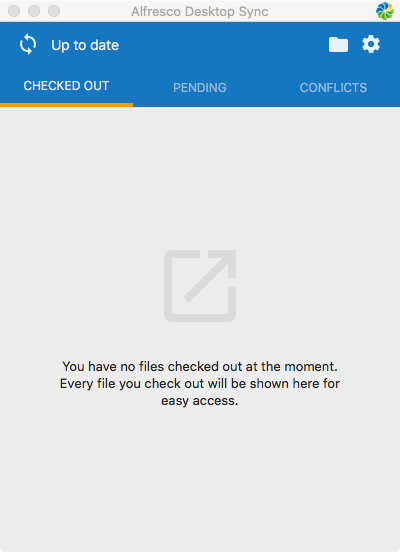 Alfresco Desktop Sync
Up to date
CHECKED OUT
PENDING
CONFLICTS
You have no files checked out at the moment.
Every file you check out will be shown here for
easy access.